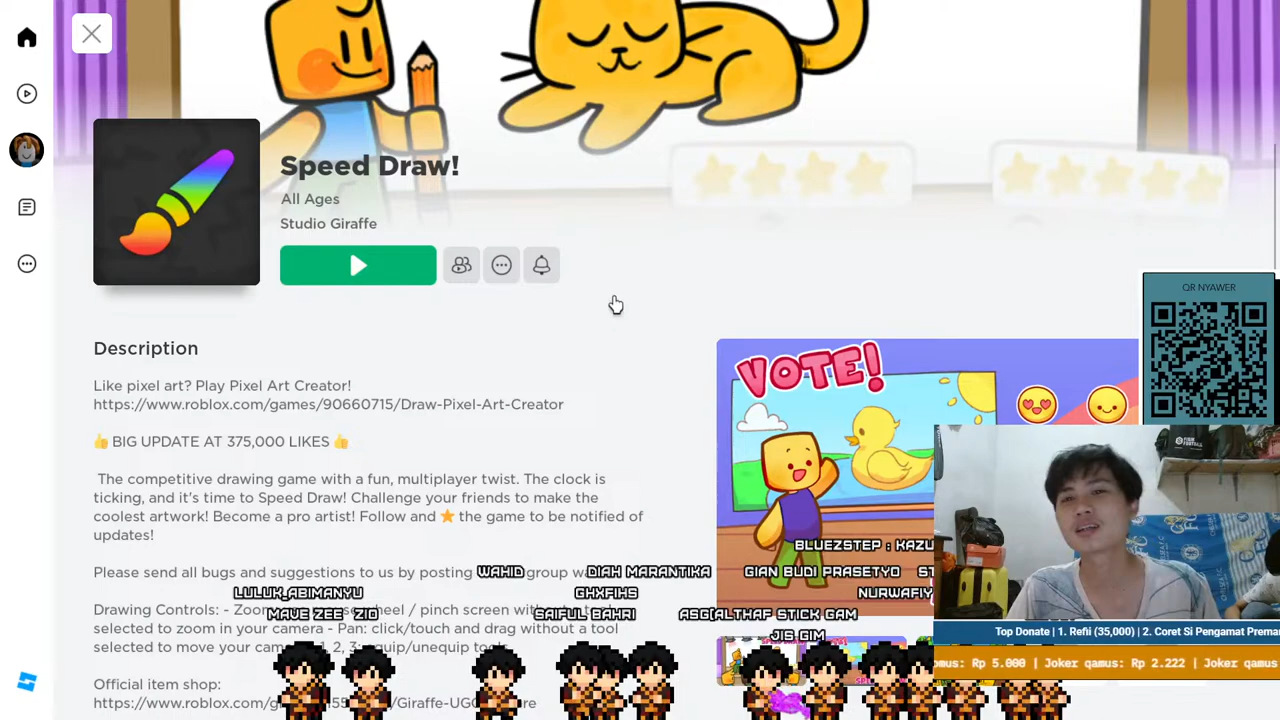 Speed Draw!
All Ages
Studio Giraffe
QR NYAWER
Description
Like pixel art? Play Pixel Art Creator!
https://www.roblox.com/games/90660715/Draw-Pixel-Art-Creator
👍 BIG UPDATE AT 375,000 LIKES 👍
The competitive drawing game with a fun, multiplayer twist. The clock is
ticking, and it's time to Speed Draw! Challenge your friends to make the
coolest artwork! Become a pro artist! Follow and ⭐ the game to be notified of
updates!
Please send all bugs and suggestions to us by posting group
Drawing Controls: - Zoom / pinch screen
selected to zoom in your camera - Pan: click/touch and drag without a tool
selected to move your tools
Official item shop:
https://www.roblox.com/
VOTE!
BLUEZSTEP : KAZU
WAHID
DIAH MARANTIKA
GIAN BUDI PRASETYO
LULUK_ABIMANYU
GHXFIHS
NURWAFIY
MAVE ZEE ZID
SAIFUL BAHRI
ASEALTHAF STICK GAM
JIS GIM
Top Donate | 1. Refii (35,000) | 2. Coret Si Pengamat Prema
omus: Rp 5.000 | Joker qamus: Rp 2.222 | Joker qamus